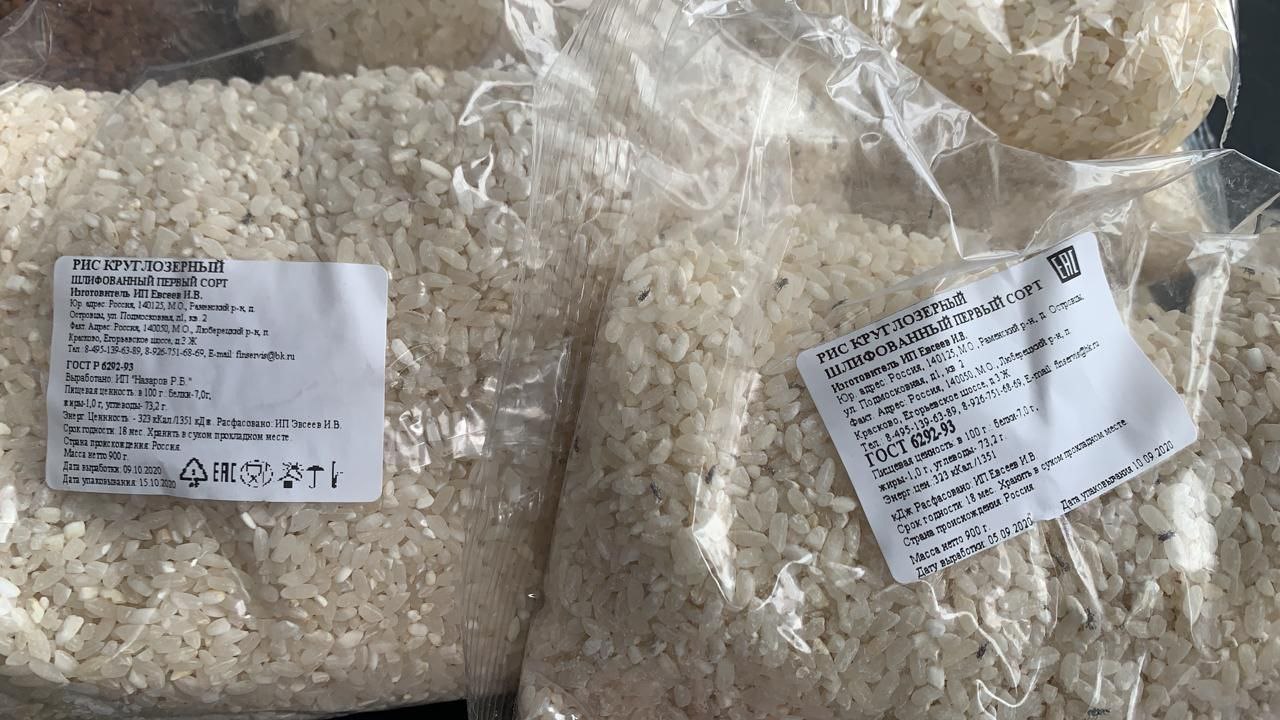 РИС КРУГЛОЗЕРНЫЙ
ШЛИФОВАННЫЙ ПЕРВЫЙ СОРТ
Изготовитель ИП Евсеев И.В.
Юр. адрес: Россия, 140125, М.О., Раменский р-н, п.
Островцы, ул. Подмосковная, д1, кв. 2
Факт. Адрес: Россия, 140050, М.О., Люберецкий р-н, п
Красково, Егорьевское шоссе, д.3 Ж
Тел. 8-495-139-63-89, 8-926-751-68-69, E-mail: finservis@bk.ru
ГОСТ Р 6292-93
Выработано: ИП "Назаров Р.Б."
Пищевая ценность: в 100 г. Белки-7,0г,
жиры-1,0 г, углеводы- 73,2 г.
Энерг. Ценнность - 323 кКал/1351 кДж. Расфасовано: ИП Эвсеев И.В.
Срок годности: 18 мес. Хранить в сухом прохладном месте.
Страна происхождения: Россия.
Масса нетто 900 г.
Дата выработки: 09.10.2020
Дата упаковывания: 15.10.2020
EAC
EAC
РИС КРУГЛОЗЕРНЫЙ
ШЛИФОВАННЫЙ ПЕРВЫЙ СОРТ
Изготовитель ИП Евсеев И.В.
Юр. адрес: Россия, 140125, М.О., Раменский р-н, п. Островцы,
ул. Подмосковная, д1, кв. 2
Факт. Адрес: Россия, 140050, М.О., Люберецкий р-н, п
Красково, Егорьевское шоссе, д.3 Ж
Тел. 8-495-139-63-89, 8-926-751-68-69, E-mail: finservis@bk.ru
ГОСТ 6292-93
Пищевая ценность: в 100 г. белки-7.0 г,
жиры-1,0 г, углеводы- 73,2 г.
Энерг цен. 323 кКал /1351
кДж Расфасовано: ИП Евсеев И.В.
Срок годности: 18 мес. Хранить в сухом прохладном месте.
Страна происхождения: Россия
Масса нетто 900 г.
Дату выработки: 05.09.2020 Дата упаковывания 10.09.2020